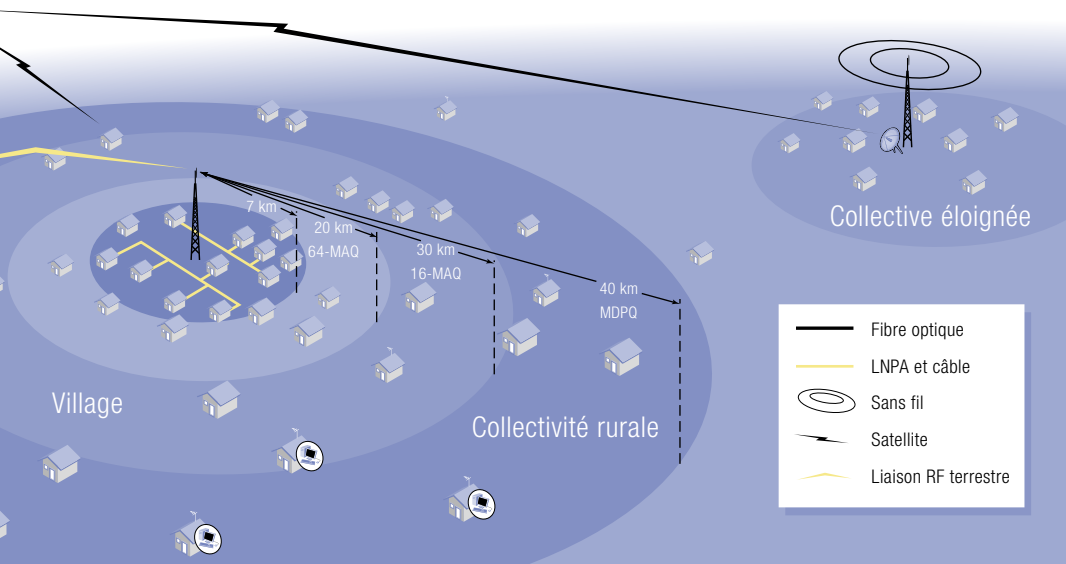 Collective éloignée
7 km
20 km
64-MAQ
30 km
16-MAQ
40 km
MDPQ
Village
Collectivité rurale
Fibre optique
LNPA et câble
Sans fil
Satellite
Liaison RF terrestre